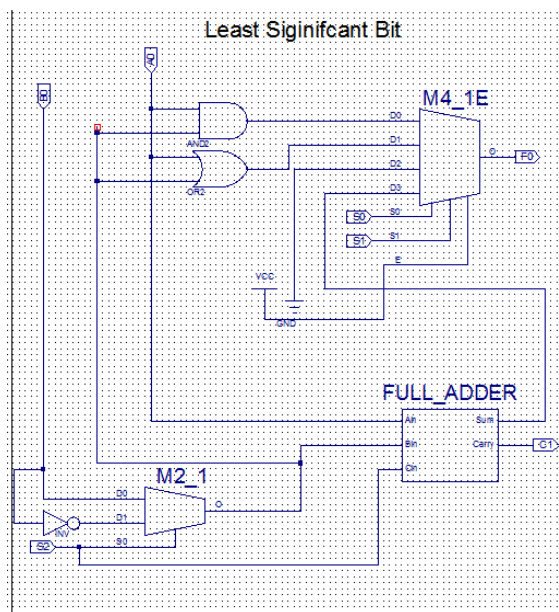 Least Siginifcant Bit
A0
B0
M4_1E
D0
AND2
D1
O
F0
D2
OR2
D3
S0
S0
S1
S1
E
VCC
GND
FULL_ADDER
Ain
Sum
Bin
Carry
C1
Cin
M2_1
D0
O
D1
INV
S2
S0